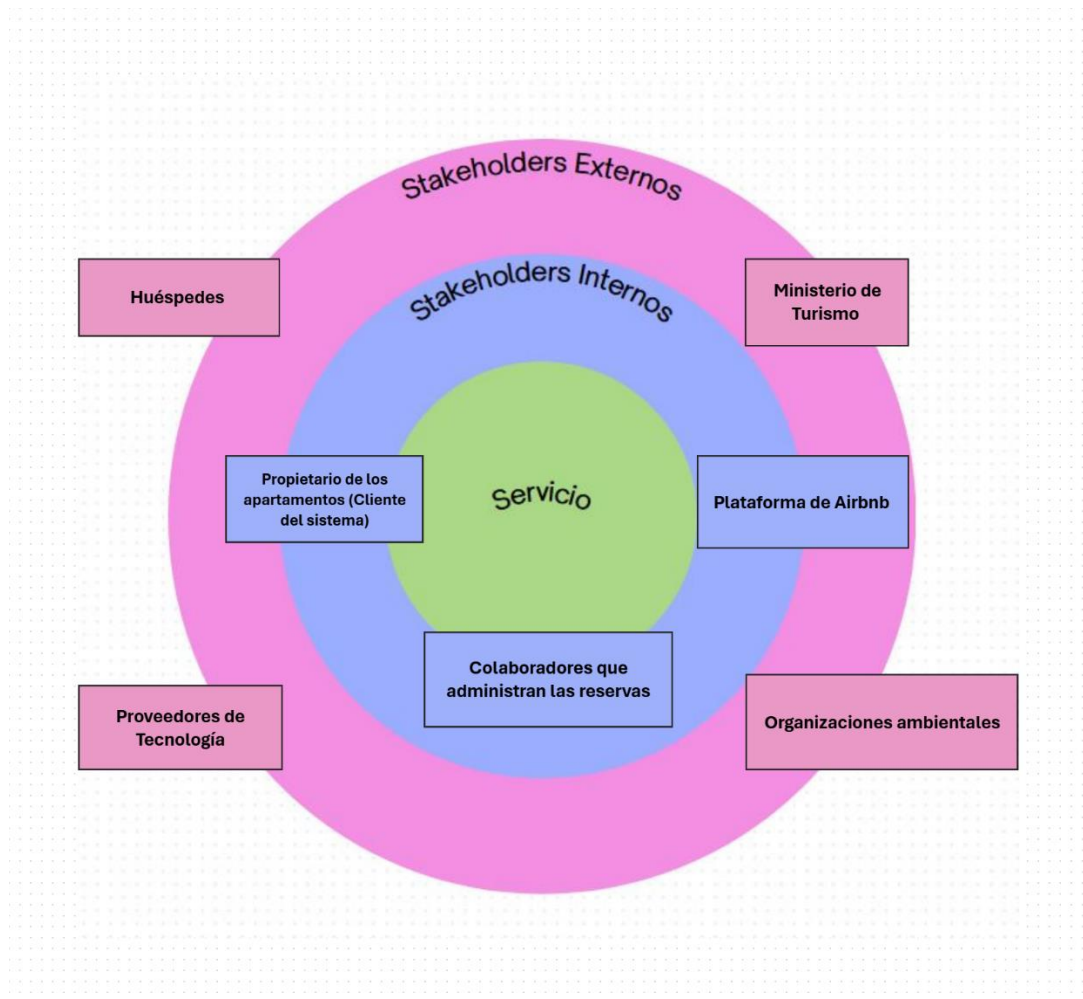 Stakeholders Externos
Huéspedes
Ministerio de
Turismo
Stakeholders Internos
Propietario de los
apartamentos (Cliente
del sistema)
Servicio
Plataforma de Airbnb
Colaboradores que
administran las reservas
Proveedores de
Tecnología
Organizaciones ambientales